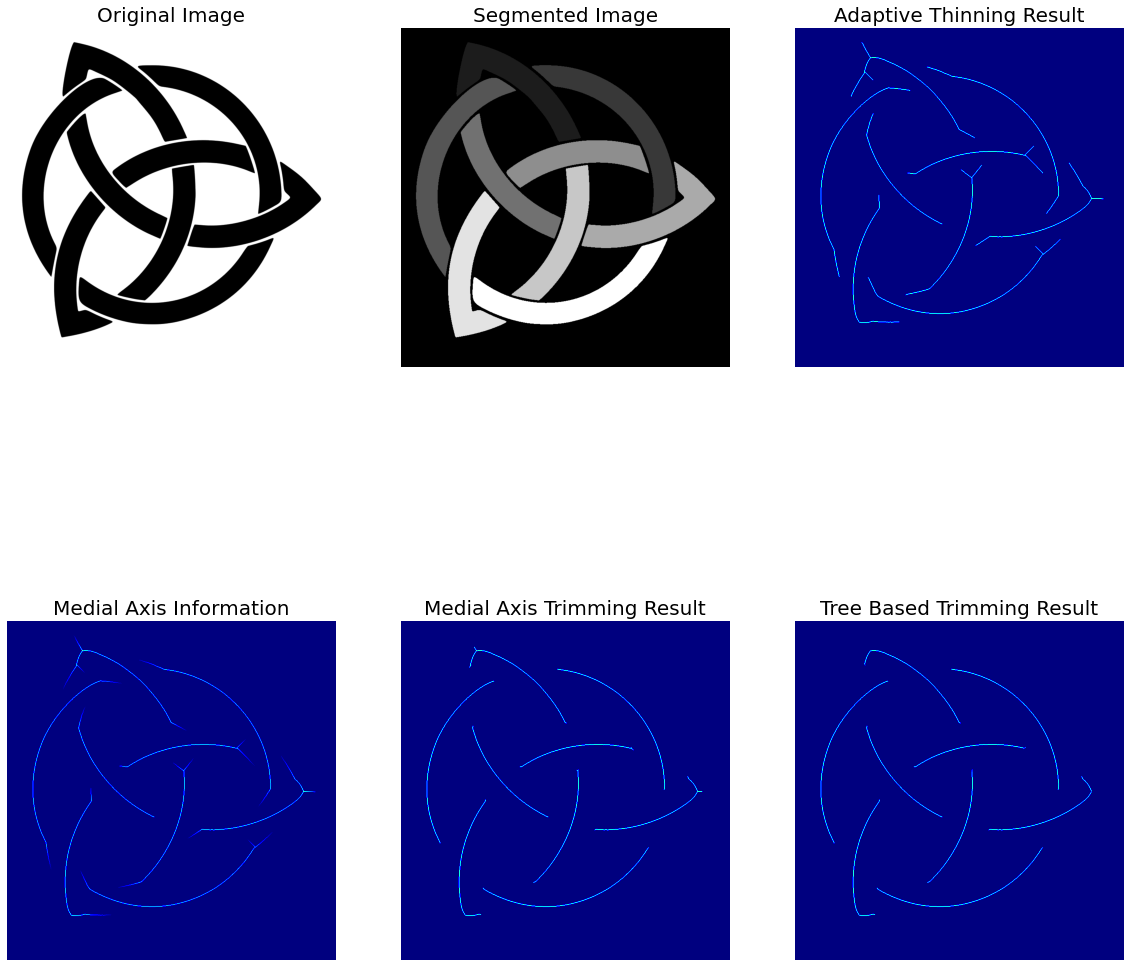 Original Image
Segmented Image
Adaptive Thinning Result
Medial Axis Information
Medial Axis Trimming Result
Tree Based Trimming Result